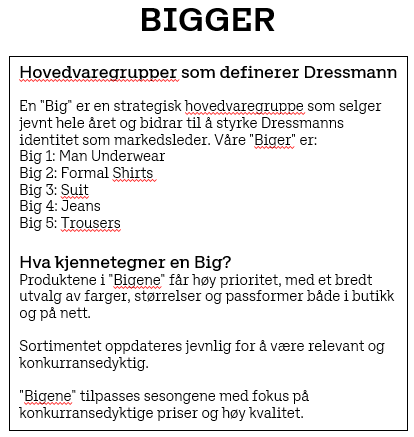 BIGGER
Hovedvaregrupper som definerer Dressmann
En "Big" er en strategisk hovedvaregruppe som selger
jevnt hele året og bidrar til å styrke Dressmanns
identitet som markedsleder. Våre "Biger" er:
Big 1: Man Underwear
Big 2: Formal Shirts
Big 3: Suit
Big 4: Jeans
Big 5: Trousers
Hva kjennetegner en Big?
Produktene i "Bigene" får høy prioritet, med et bredt
utvalg av farger, størrelser og passformer både i butikk
og på nett.
Sortimentet oppdateres jevnlig for å være relevant og
konkurransedyktig.
"Bigene" tilpasses sesongene med fokus på
konkurransedyktige priser og høy kvalitet.